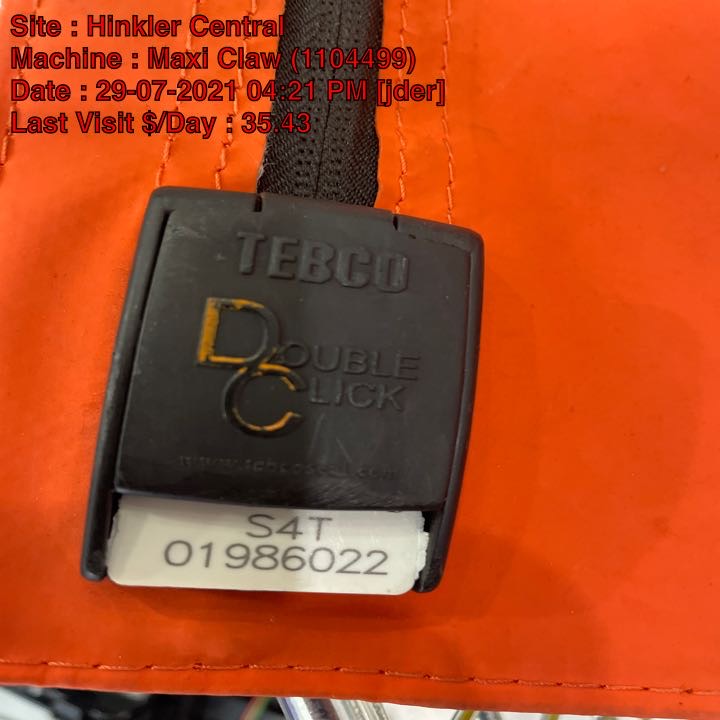 Site : Hinkler Central
Machine : Maxi Claw (1104499)
Date : 29-07-2021 04:21 PM [jder]
Last Visit $/Day : 35.43
TEBCO
DOUBLE
CLICK
S4T
01986022